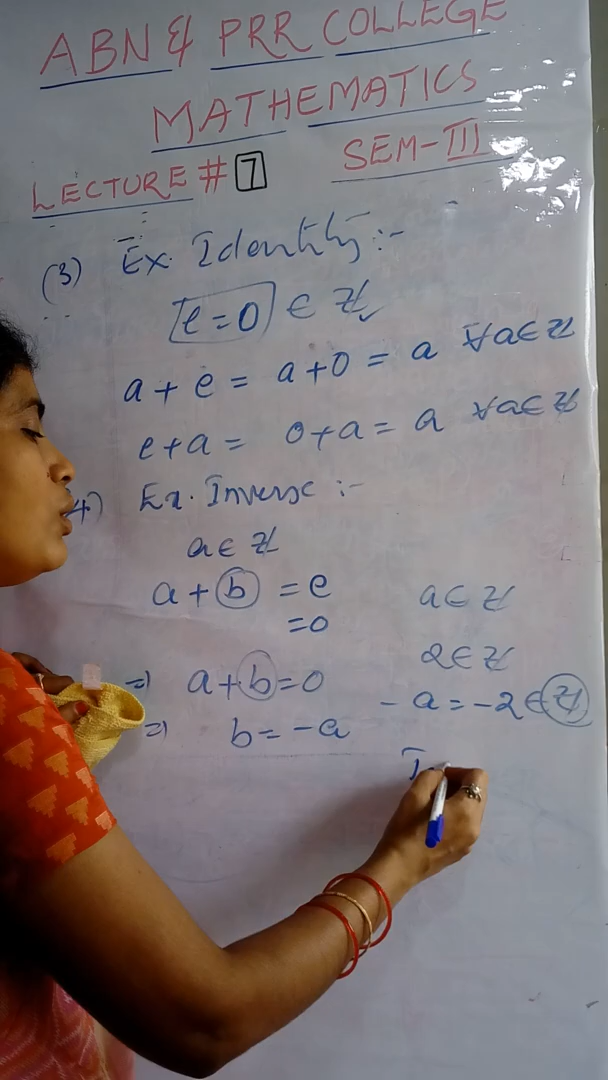 ABN & PRR COLLEGE
MATHEMATICS
LECTURE # 7 SEM-III
(3) Ex. Identity :-
e = 0 ∈ ℤ
a + e = a + 0 = a ∀ a ∈ ℤ
e + a = 0 + a = a ∀ a ∈ ℤ
4) Ex. Inverse :-
a ∈ ℤ
a + b = e
= 0
⇒ a + b = 0
⇒ b = -a
a ∈ ℤ
2 ∈ ℤ
- a = -2 ∈ ℤ